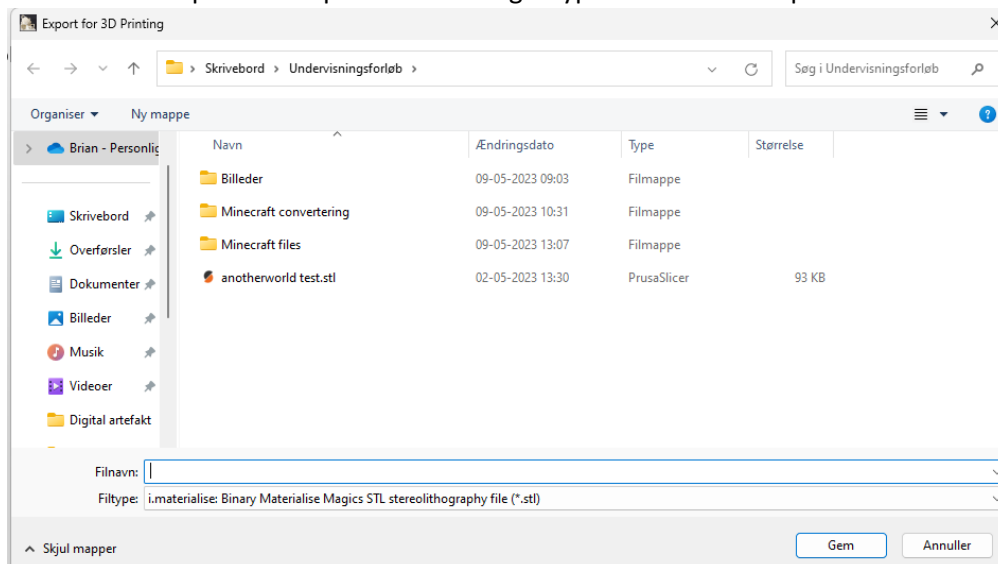 Export for 3D Printing
Skrivebord > Undervisningsforløb >
Søg i Undervisningsforløb
Organiser Ny mappe
Brian - Personlig
Skrivebord
Overførsler
Dokumenter
Billeder
Musik
Videoer
Digital artefakt
Navn Ændringsdato Type Størrelse
Billeder 09-05-2023 09:03 Filmappe
Minecraft convertering 09-05-2023 10:31 Filmappe
Minecraft files 09-05-2023 13:07 Filmappe
anotherworld test.stl 02-05-2023 13:30 PrusaSlicer 93 KB
Filnavn:
Filtype: i.materialise: Binary Materialise Magics STL stereolithography file (*.stl)
Skjul mapper
Gem Annuller